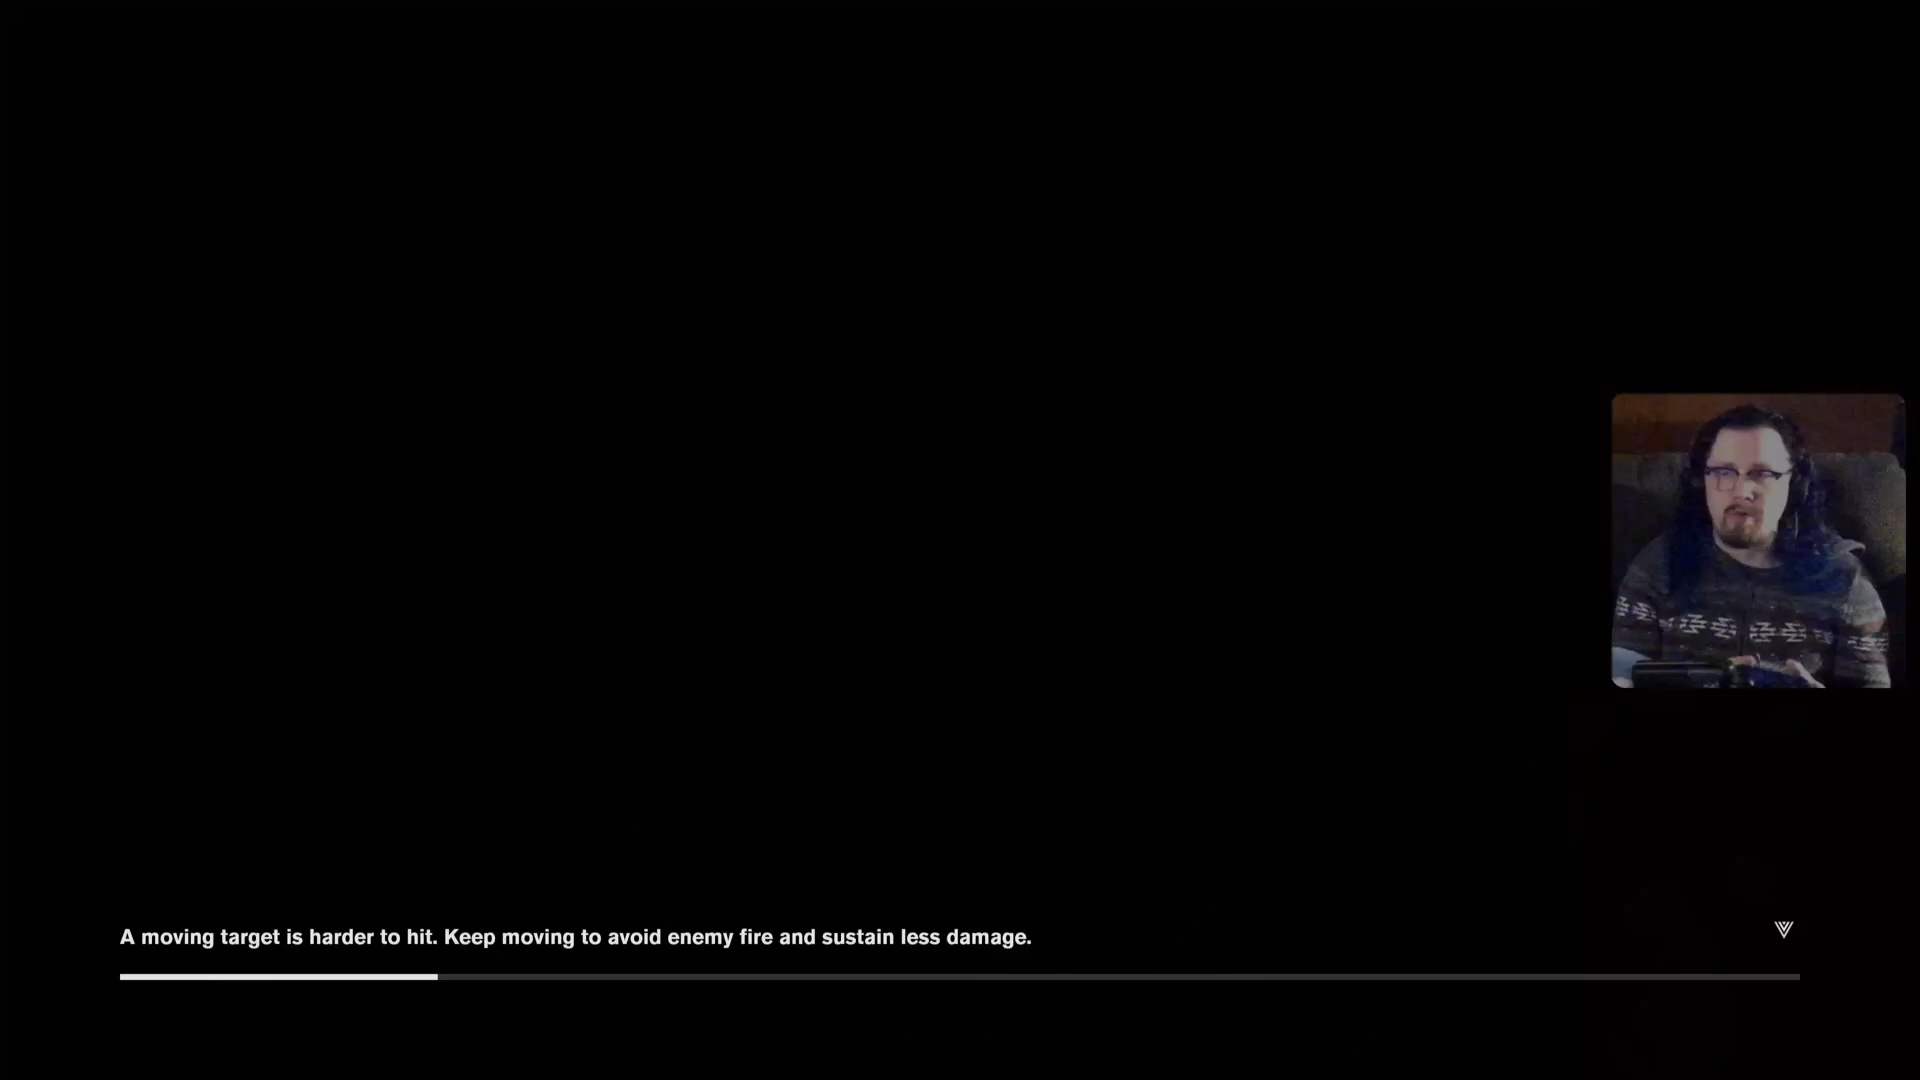 A moving target is harder to hit. Keep moving to avoid enemy fire and sustain less damage.